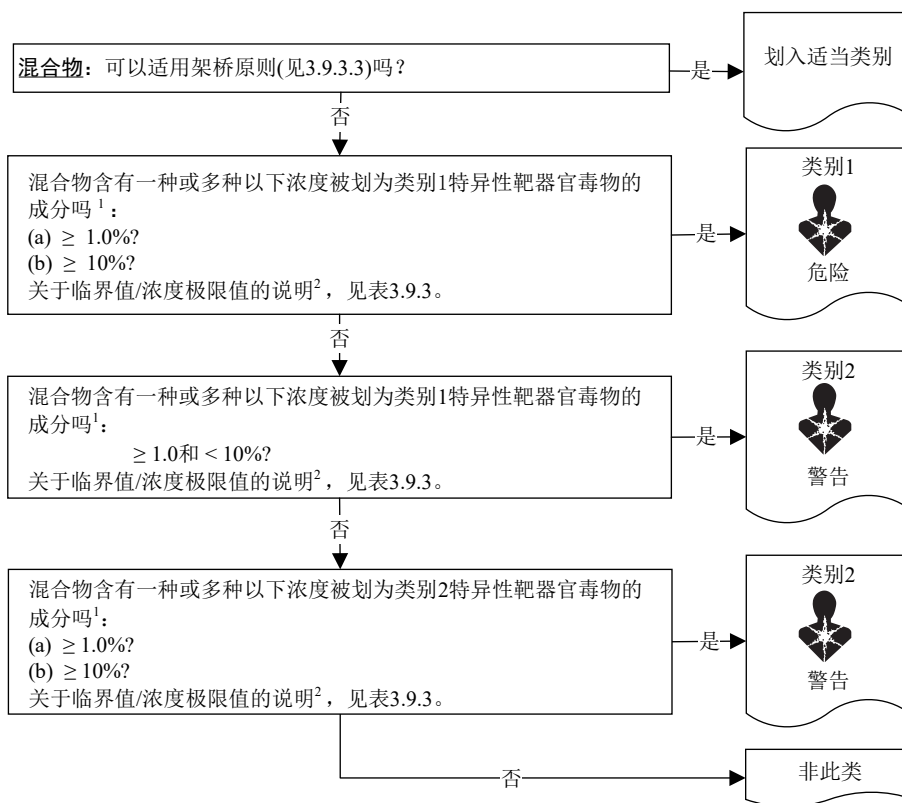 混合物：可以适用架桥原则(见3.9.3.3)吗？
是
划入适当类别
否
混合物含有一种或多种以下浓度被划为类别1特异性靶器官毒物的
成分吗1：
(a) ≥ 1.0%?
(b) ≥ 10%?
关于临界值/浓度极限值的说明2，见表3.9.3。
是
类别1
危险
否
混合物含有一种或多种以下浓度被划为类别1特异性靶器官毒物的
成分吗1：
≥ 1.0和 < 10%?
关于临界值/浓度极限值的说明2，见表3.9.3。
是
类别2
警告
否
混合物含有一种或多种以下浓度被划为类别2特异性靶器官毒物的
成分吗1：
(a) ≥ 1.0%?
(b) ≥ 10%?
关于临界值/浓度极限值的说明2，见表3.9.3。
是
类别2
警告
否
非此类